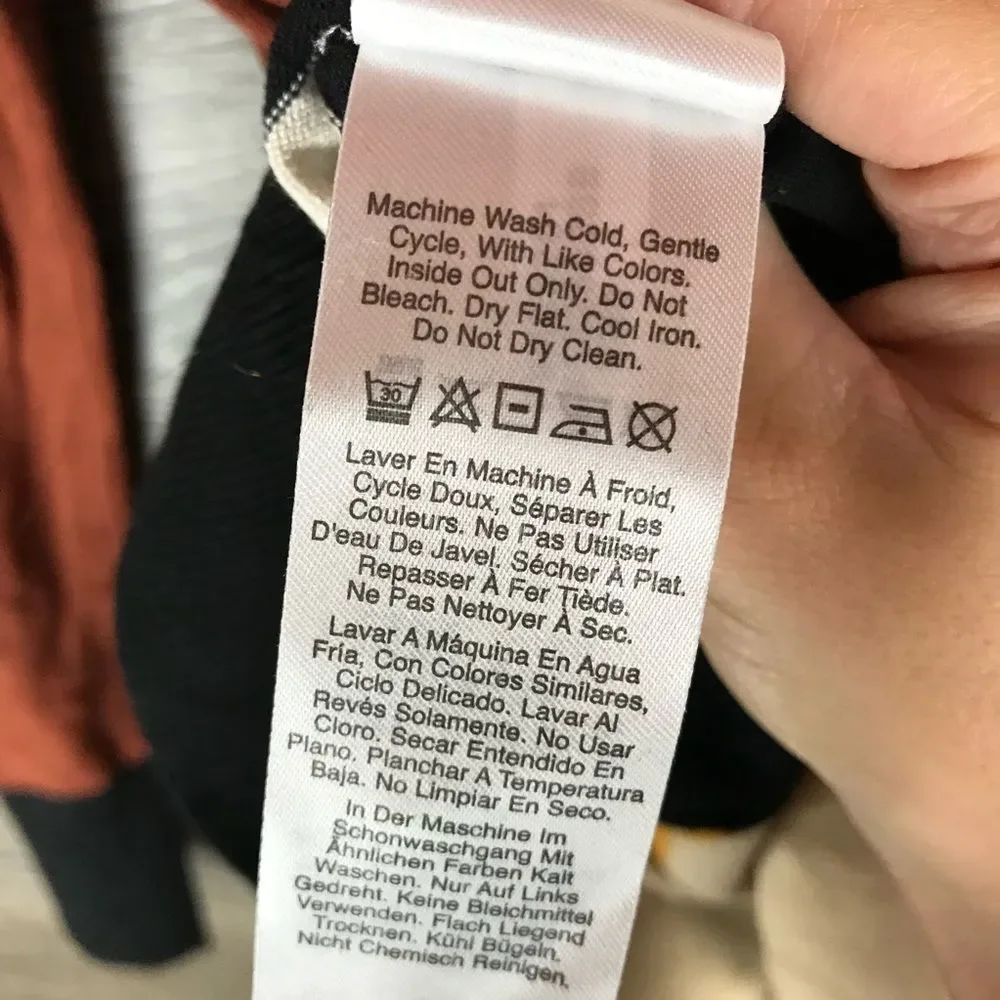 Machine Wash Cold, Gentle
Cycle, With Like Colors.
Inside Out Only. Do Not
Bleach. Dry Flat. Cool Iron.
Do Not Dry Clean.
30
Laver En Machine À Froid,
Cycle Doux, Séparer Les
Couleurs. Ne Pas Utiliser
D'eau De Javel. Sécher À Plat.
Repasser À Fer Tiède.
Ne Pas Nettoyer À Sec.
Lavar A Máquina En Agua
Fría, Con Colores Similares,
Ciclo Delicado. Lavar Al
Revés Solamente. No Usar
Cloro. Secar Entendido En
Plano. Planchar A Temperatura
Baja. No Limpiar En Seco.
In Der Maschine Im
Schonwaschgang Mit
Ähnlichen Farben Kalt
Waschen. Nur Auf Links
Gedreht. Keine Bleichmittel
Verwenden. Flach Liegend
Trocknen. Kühl Bügeln.
Nicht Chemisch Reinigen.